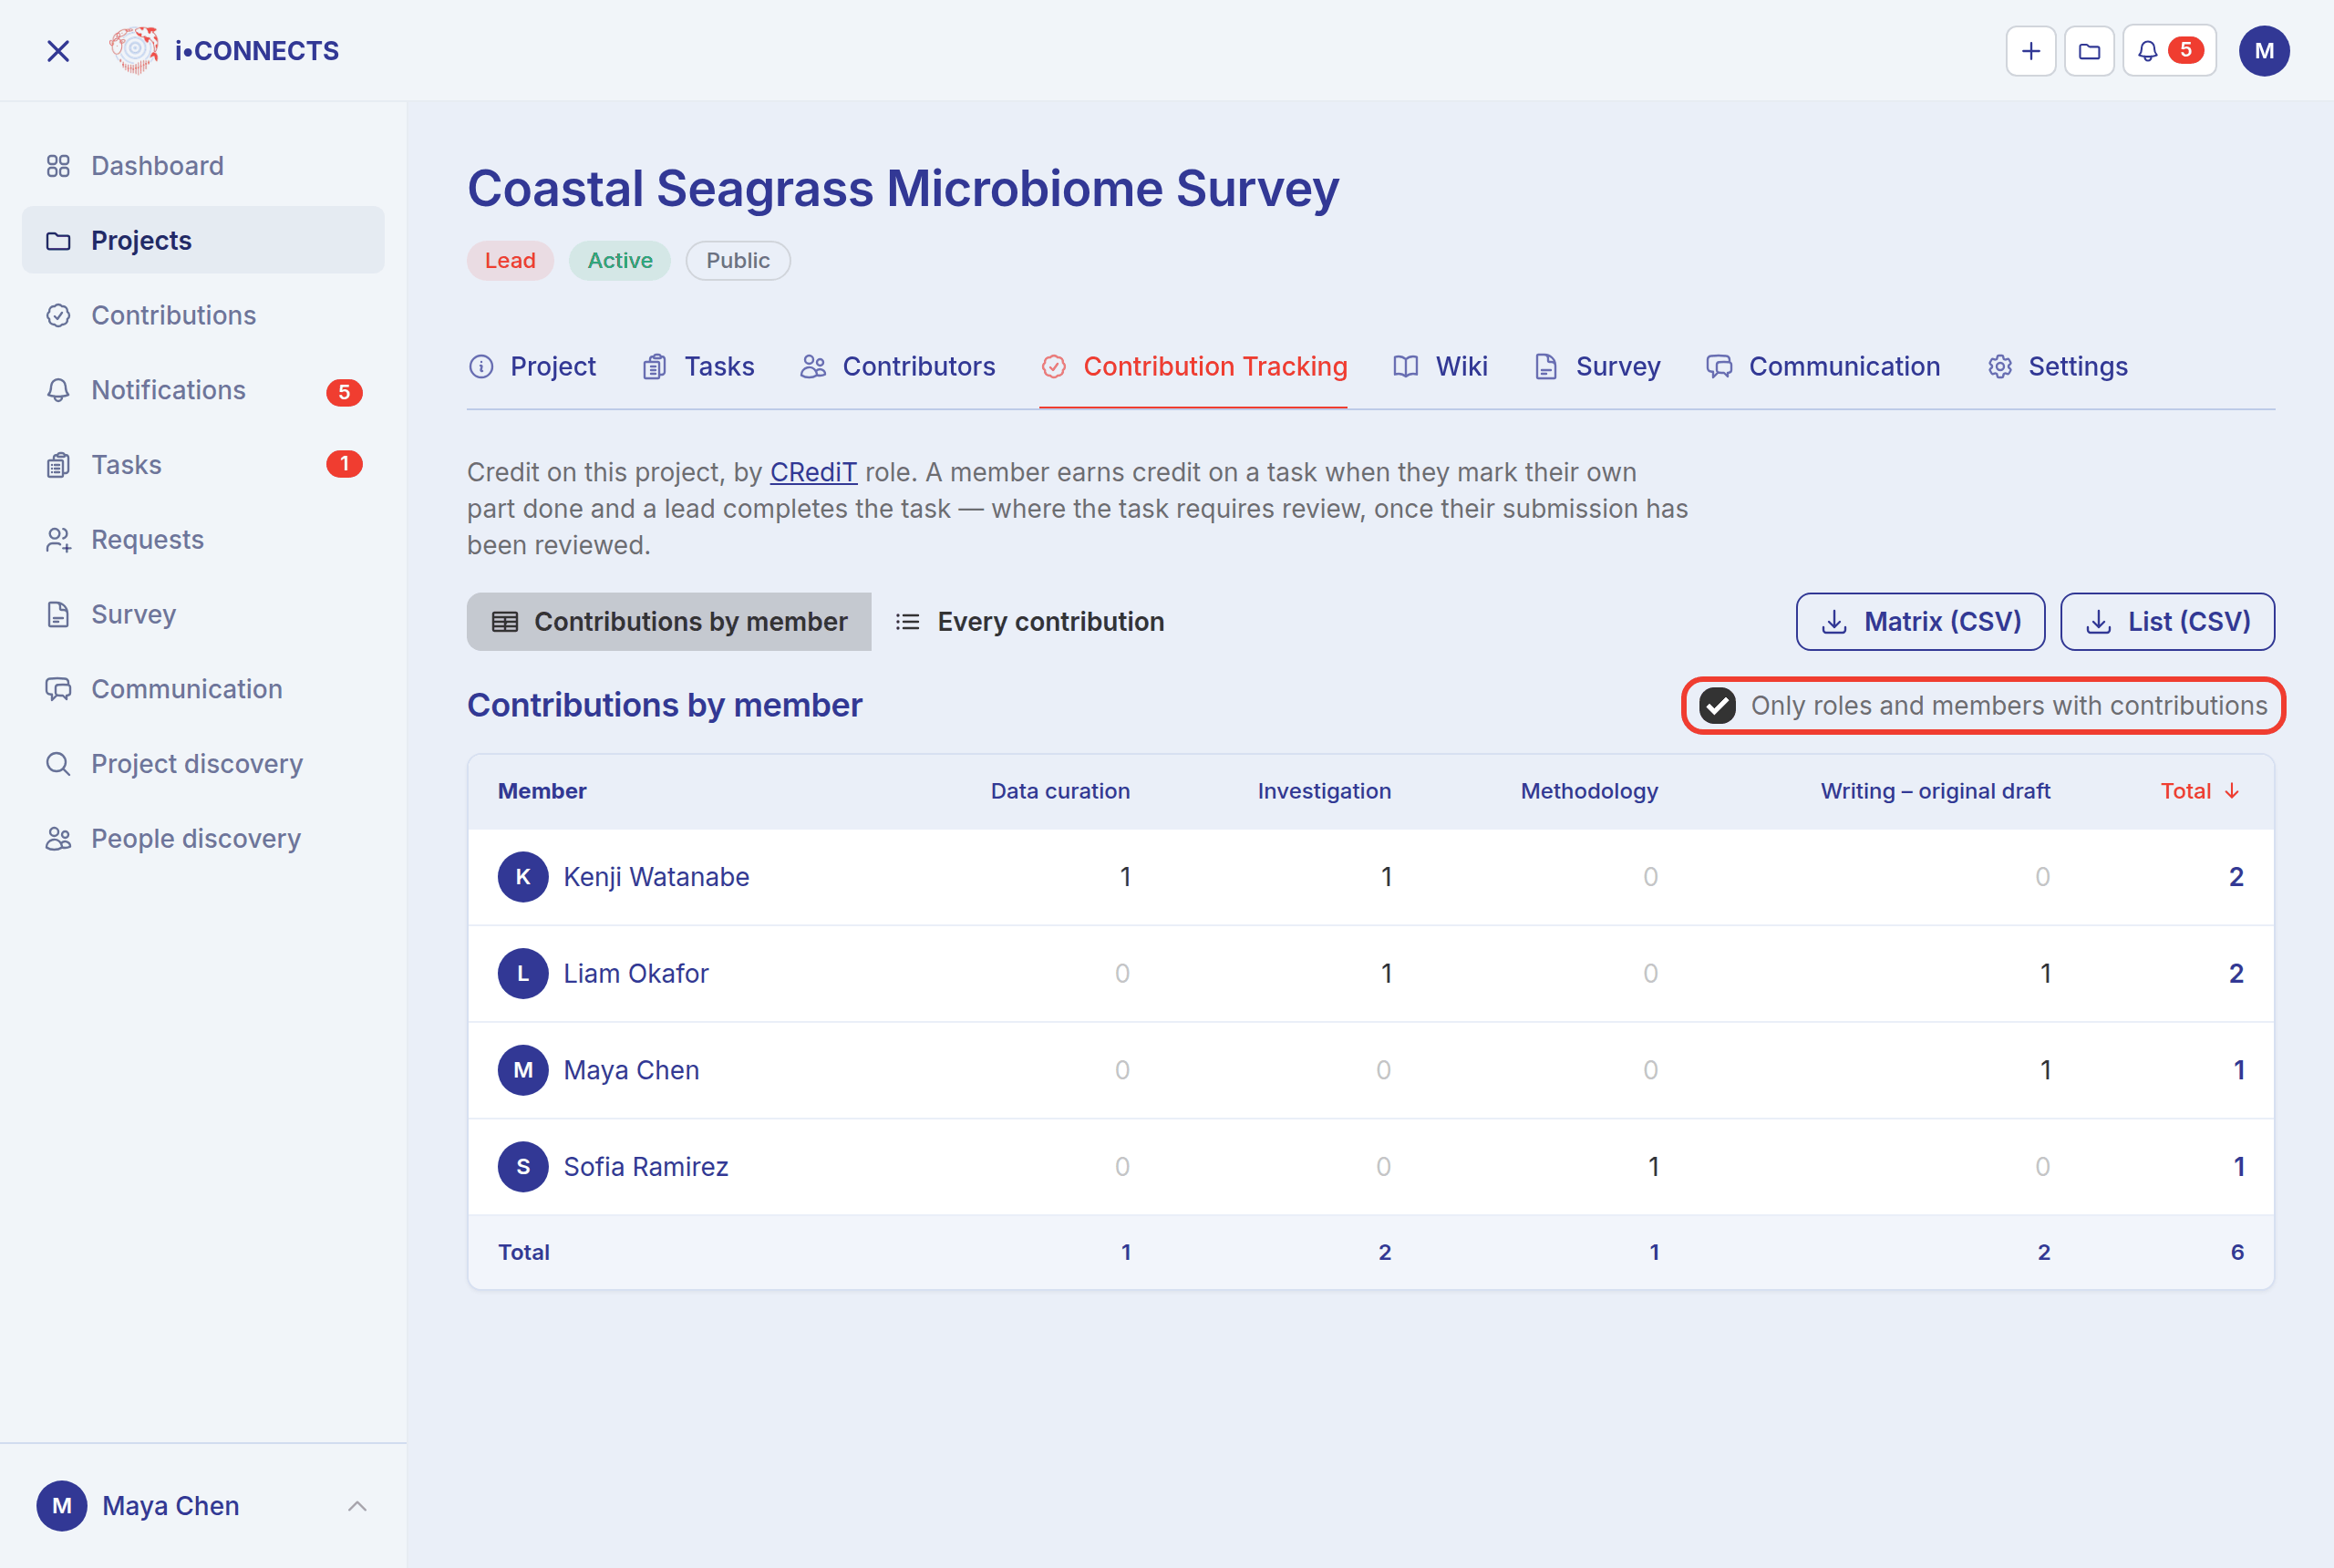 i•CONNECTS
5
M
Dashboard
Projects
Contributions
Notifications 5
Tasks 1
Requests
Survey
Communication
Project discovery
People discovery
M Maya Chen
Coastal Seagrass Microbiome Survey
Lead Active Public
Project Tasks Contributors Contribution Tracking Wiki Survey Communication Settings
Credit on this project, by CRediT role. A member earns credit on a task when they mark their own
part done and a lead completes the task — where the task requires review, once their submission has
been reviewed.
Contributions by member Every contribution Matrix (CSV) List (CSV)
Contributions by member Only roles and members with contributions
Member Data curation Investigation Methodology Writing – original draft Total ↓
K Kenji Watanabe 1 1 0 0 2
L Liam Okafor 0 1 0 1 2
M Maya Chen 0 0 0 1 1
S Sofia Ramirez 0 0 1 0 1
Total 1 2 1 2 6